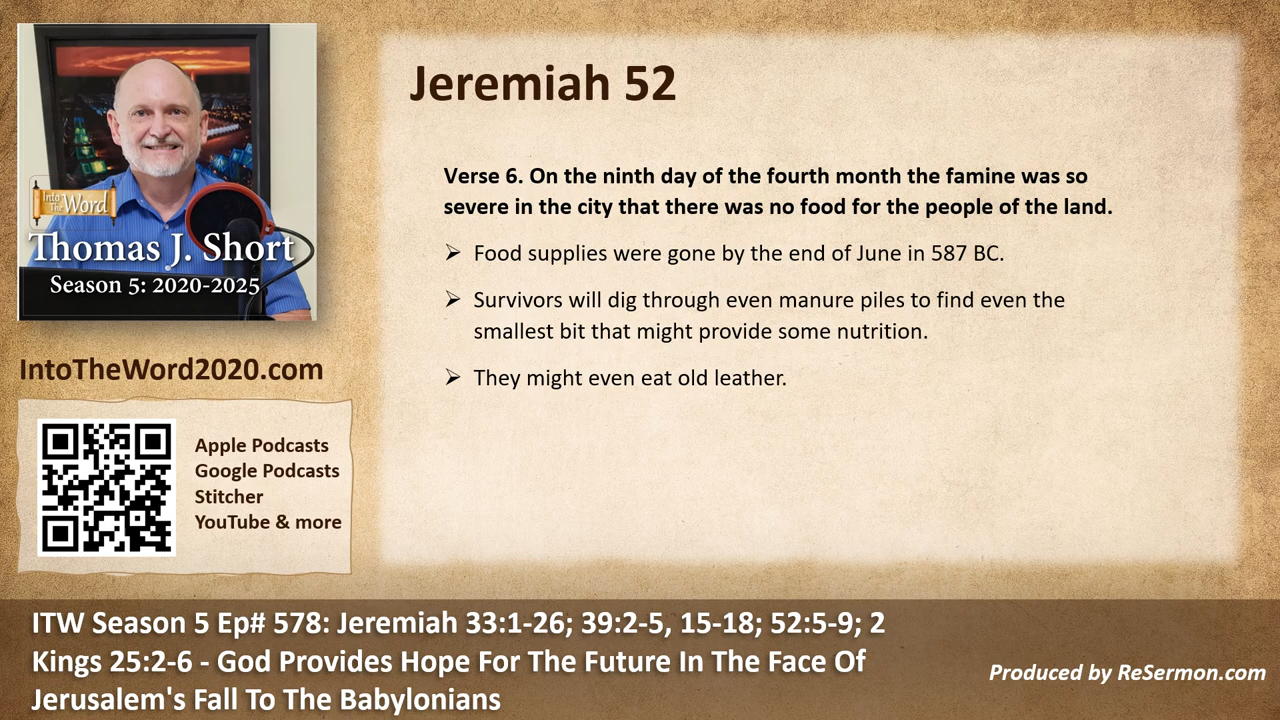 Into
The Word
Thomas J. Short
Season 5: 2020-2025
IntoTheWord2020.com
Apple Podcasts
Google Podcasts
Stitcher
YouTube & more
Jeremiah 52
Verse 6. On the ninth day of the fourth month the famine was so
severe in the city that there was no food for the people of the land.
➢ Food supplies were gone by the end of June in 587 BC.
➢ Survivors will dig through even manure piles to find even the
smallest bit that might provide some nutrition.
➢ They might even eat old leather.
ITW Season 5 Ep# 578: Jeremiah 33:1-26; 39:2-5, 15-18; 52:5-9; 2
Kings 25:2-6 - God Provides Hope For The Future In The Face Of
Jerusalem's Fall To The Babylonians
Produced by ReSermon.com